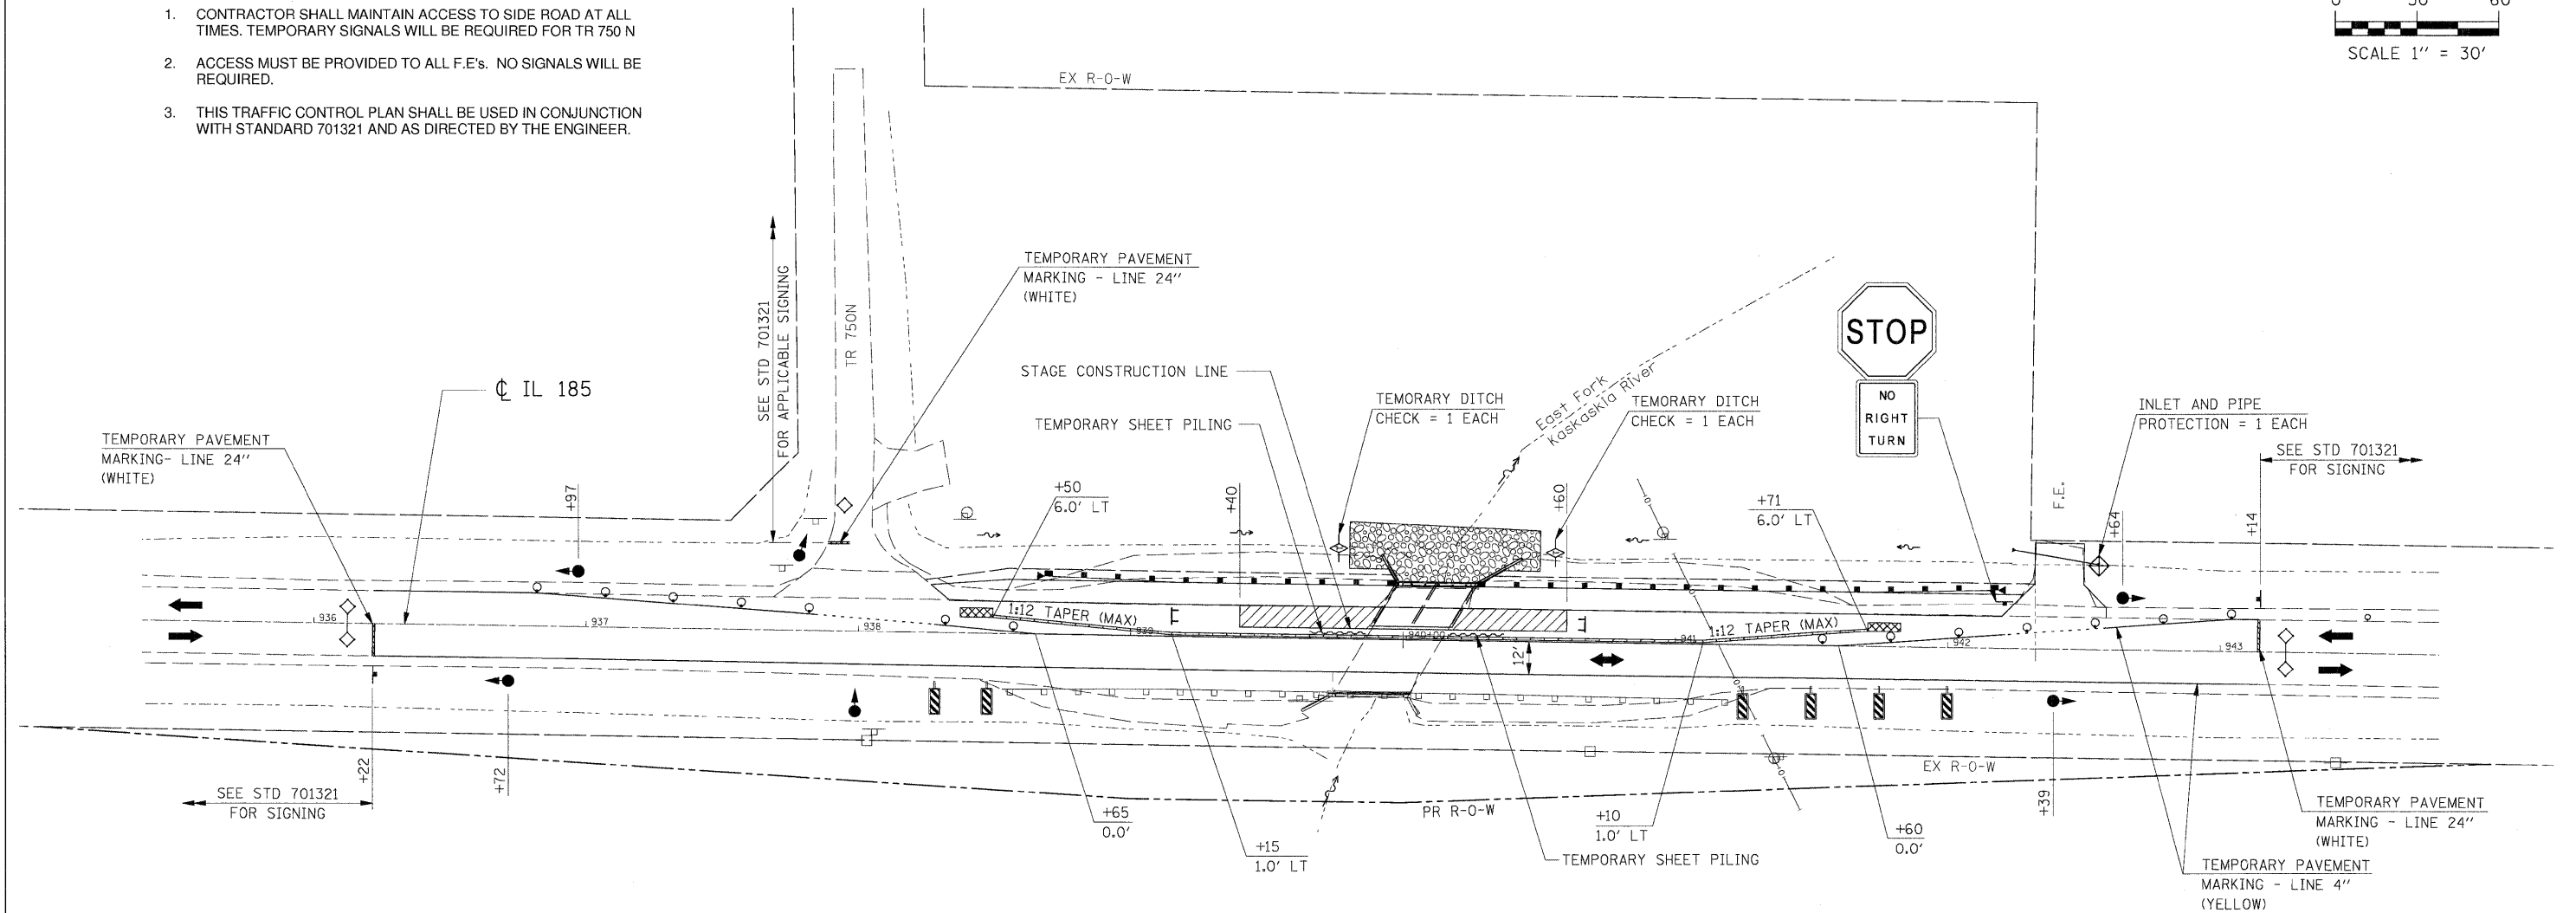 1. CONTRACTOR SHALL MAINTAIN ACCESS TO SIDE ROAD AT ALL
TIMES. TEMPORARY SIGNALS WILL BE REQUIRED FOR TR 750 N
2. ACCESS MUST BE PROVIDED TO ALL F.E's. NO SIGNALS WILL BE
REQUIRED.
3. THIS TRAFFIC CONTROL PLAN SHALL BE USED IN CONJUNCTION
WITH STANDARD 701321 AND AS DIRECTED BY THE ENGINEER.
SCALE 1" = 30'
EX R-O-W
SEE STD 701321
FOR APPLICABLE SIGNING
TR 750N
TEMPORARY PAVEMENT
MARKING - LINE 24"
(WHITE)
STAGE CONSTRUCTION LINE
TEMPORARY SHEET PILING
℄ IL 185
TEMPORARY PAVEMENT
MARKING- LINE 24"
(WHITE)
East Fork
Kaskaskia River
TEMORARY DITCH
CHECK = 1 EACH
TEMORARY DITCH
CHECK = 1 EACH
STOP
NO
RIGHT
TURN
INLET AND PIPE
PROTECTION = 1 EACH
SEE STD 701321
FOR SIGNING
F.E.
+97
+50
6.0' LT
+40
+60
+71
6.0' LT
+64
+14
1:12 TAPER (MAX)
1:12 TAPER (MAX)
936
937
938
939
940+00
941
942
943
12'
+22
+72
SEE STD 701321
FOR SIGNING
+65
0.0'
+15
1.0' LT
PR R-O-W
+10
1.0' LT
TEMPORARY SHEET PILING
+60
0.0'
EX R-O-W
+39
TEMPORARY PAVEMENT
MARKING - LINE 24"
(WHITE)
TEMPORARY PAVEMENT
MARKING - LINE 4"
(YELLOW)